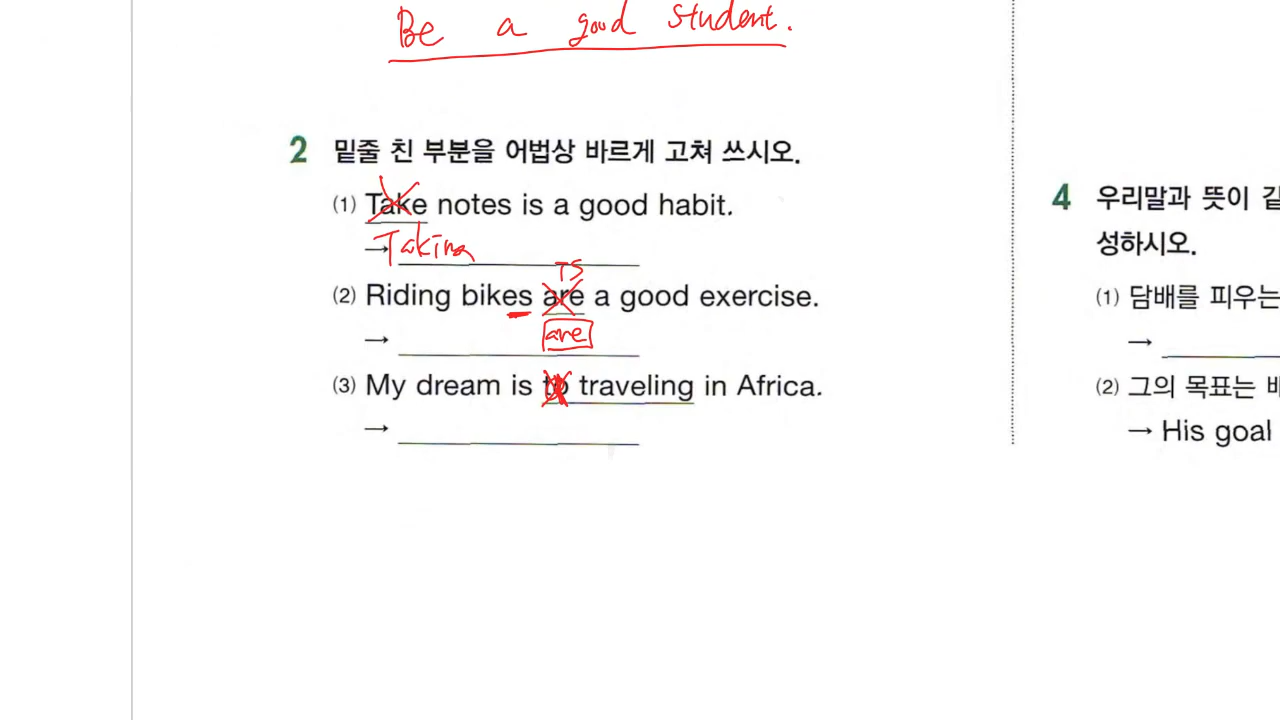 Be a good student.
2 밑줄 친 부분을 어법상 바르게 고쳐 쓰시오.
(1) Take notes is a good habit.
→ Taking
is
(2) Riding bikes are a good exercise.
→ are
(3) My dream is to traveling in Africa.
→
4 우리말과 뜻이 같
성하시오.
(1) 담배를 피우는
→
(2) 그의 목표는
→ His goal